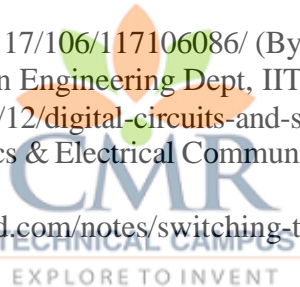 17/106/117106086/ (By
n Engineering Dept, IIT
/12/digital-circuits-and-s
cs & Electrical Commun
CMR
d.com/notes/switching-t
TECHNICAL CAMPUS
EXPLORE TO INVENT